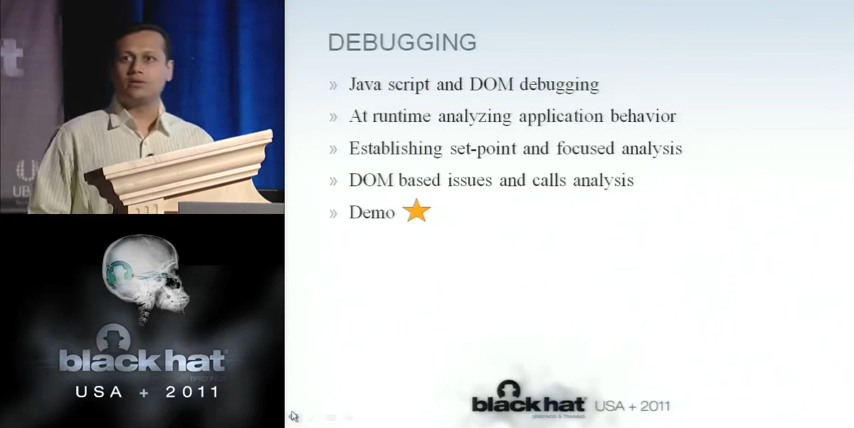 t
UB
DEBUGGING
» Java script and DOM debugging
» At runtime analyzing application behavior
» Establishing set-point and focused analysis
» DOM based issues and calls analysis
» Demo
black hat
USA + 2011
black hat USA + 2011